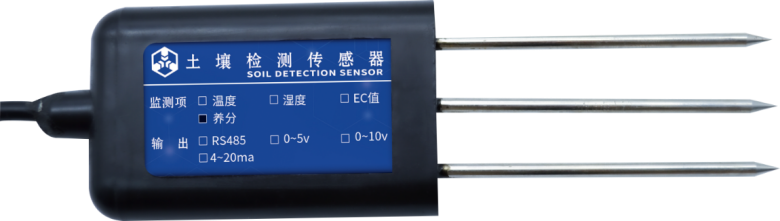 土壤检测传感器
SOIL DETECTION SENSOR
监测项 □ 温度 □ 湿度 □ EC值
■ 养分
输出 □ RS485 □ 0~5v □ 0~10v
□ 4~20ma